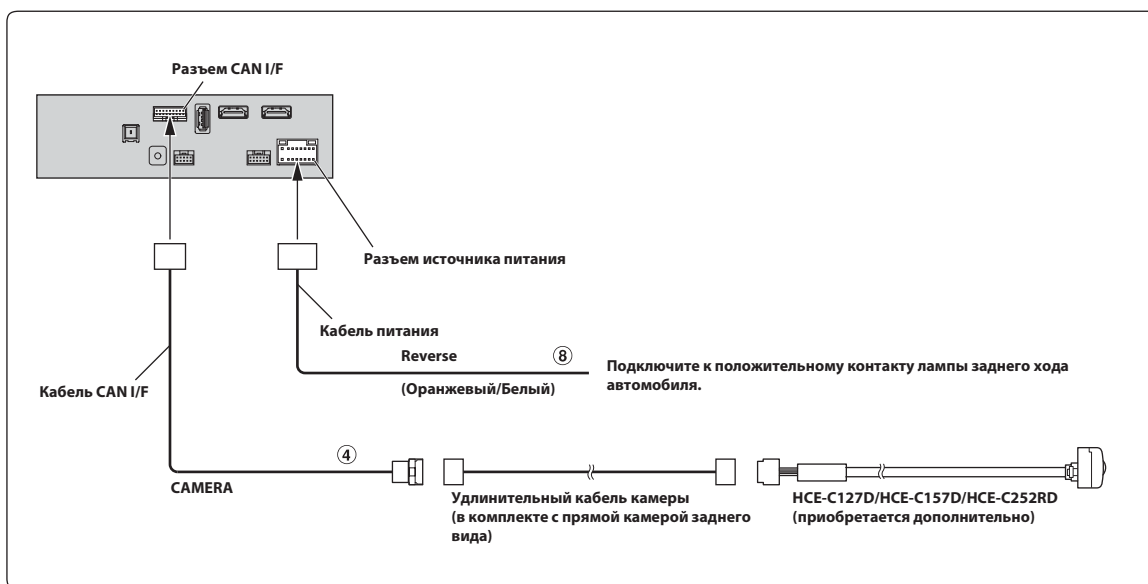 Разъем CAN I/F
Разъем источника питания
Кабель питания
Reverse
⑧
(Оранжевый/Белый)
Подключите к положительному контакту лампы заднего хода
автомобиля.
Кабель CAN I/F
④
CAMERA
Удлинительный кабель камеры
(в комплекте с прямой камерой заднего
вида)
HCE-C127D/HCE-C157D/HCE-C252RD
(приобретается дополнительно)